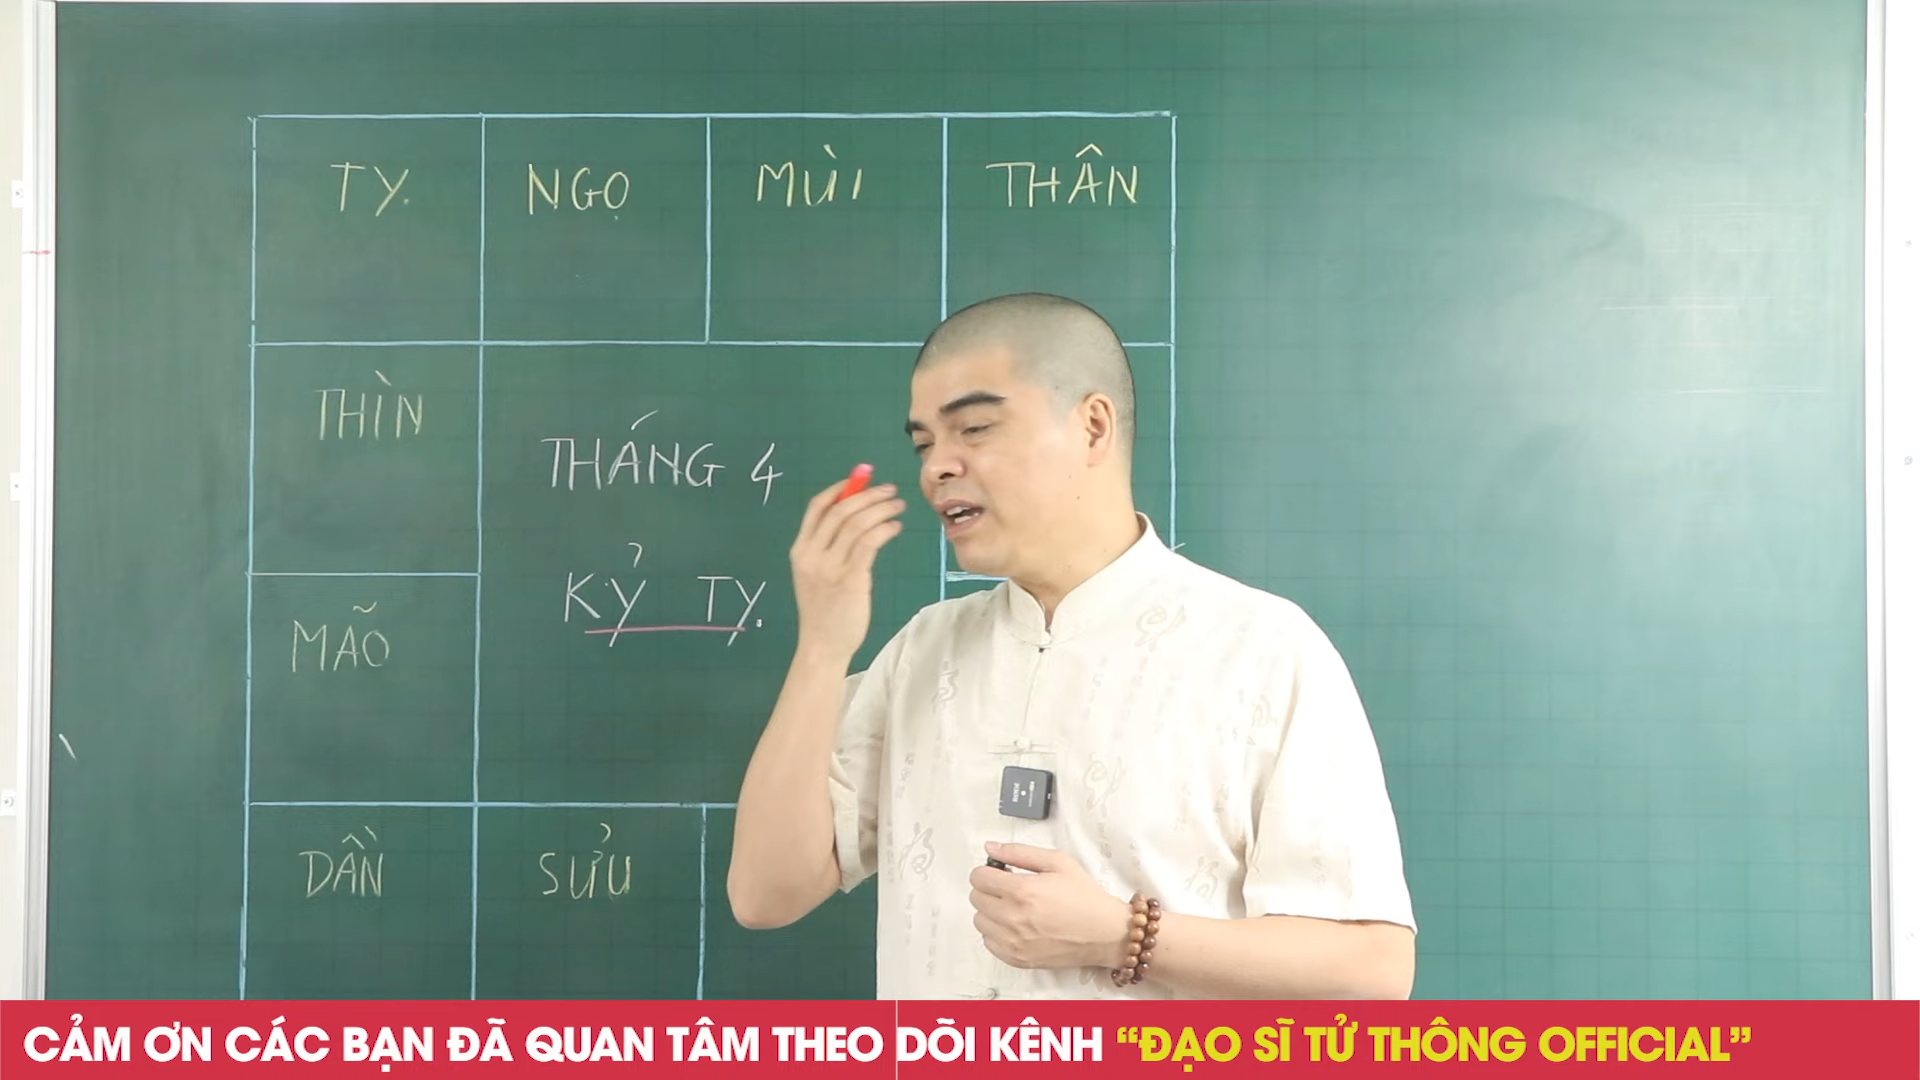 TỴ NGỌ MÙI THÂN
THÌN
THÁNG 4
KỶ TỴ
MÃO
DẦN SỬU
CẢM ƠN CÁC BẠN ĐÃ QUAN TÂM THEO DÕI KÊNH “ĐẠO SĨ TỬ THÔNG OFFICIAL”